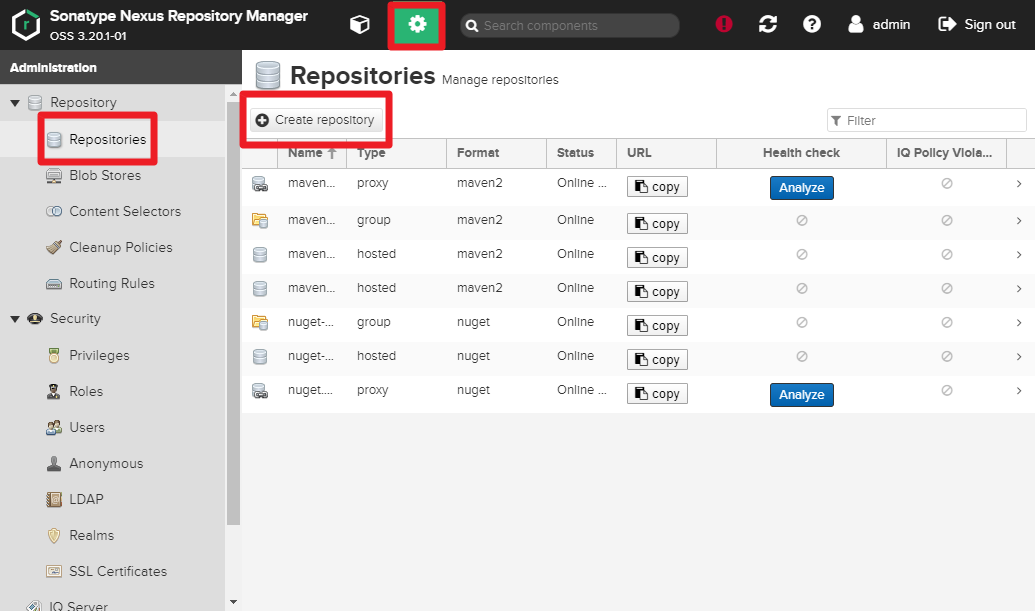 Sonatype Nexus Repository Manager
OSS 3.20.1-01
Search components
admin
Sign out
Administration
Repository
Repositories
Blob Stores
Content Selectors
Cleanup Policies
Routing Rules
Security
Privileges
Roles
Users
Anonymous
LDAP
Realms
SSL Certificates
IQ Server
Repositories Manage repositories
Create repository
Filter
Name Type Format Status URL Health check IQ Policy Viola...
maven... proxy maven2 Online ... copy Analyze
maven... group maven2 Online copy
maven... hosted maven2 Online copy
maven... hosted maven2 Online copy
nuget-... group nuget Online copy
nuget-... hosted nuget Online copy
nuget.... proxy nuget Online ... copy Analyze